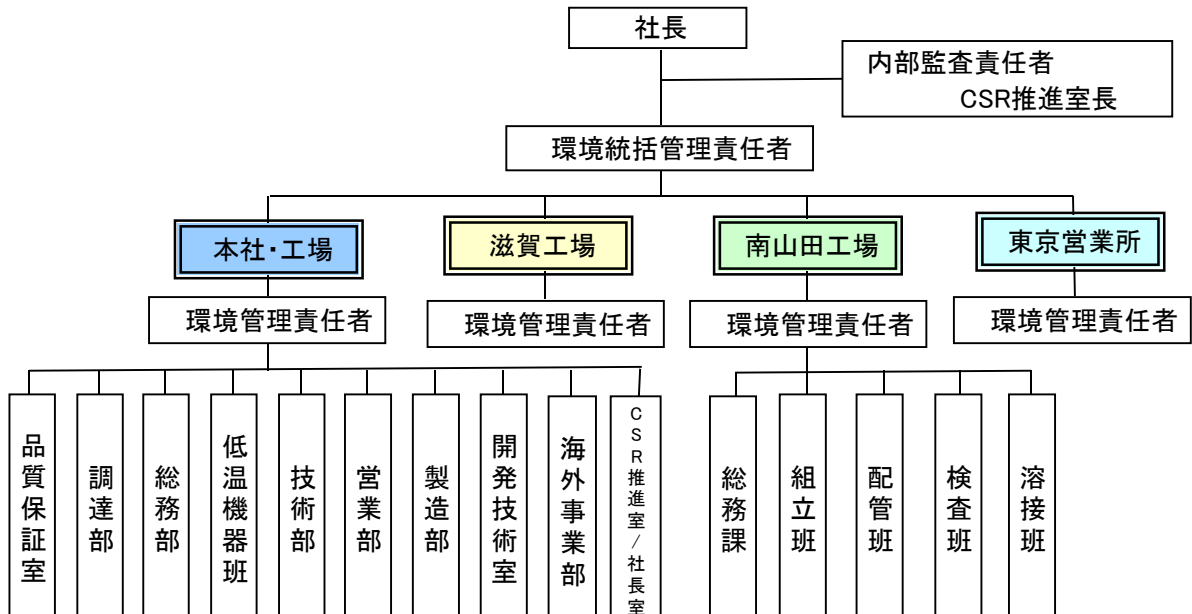 社長
内部監査責任者
CSR推進室長
環境統括管理責任者
本社・工場
滋賀工場
南山田工場
東京営業所
環境管理責任者
環境管理責任者
環境管理責任者
環境管理責任者
品質保証室
調達部
総務部
低温機器班
技術部
営業部
製造部
開発技術室
海外事業部
CSR推進室/社長室
総務課
組立班
配管班
検査班
溶接班